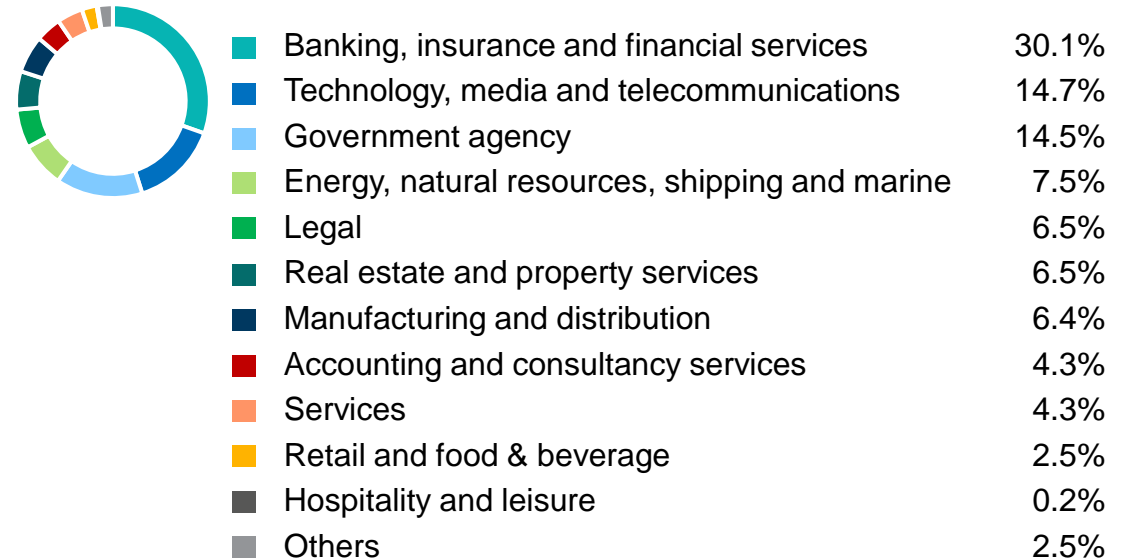 Banking, insurance and financial services 30.1%
Technology, media and telecommunications 14.7%
Government agency 14.5%
Energy, natural resources, shipping and marine 7.5%
Legal 6.5%
Real estate and property services 6.5%
Manufacturing and distribution 6.4%
Accounting and consultancy services 4.3%
Services 4.3%
Retail and food & beverage 2.5%
Hospitality and leisure 0.2%
Others 2.5%